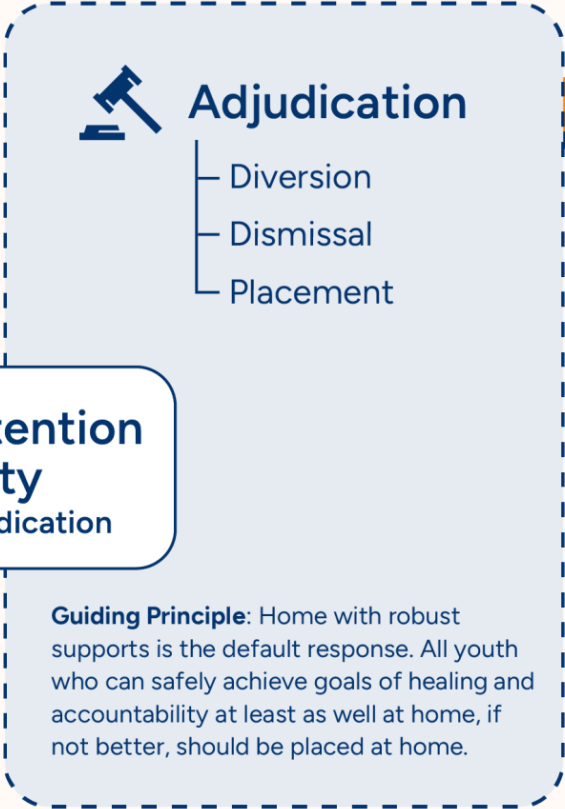 Adjudication
Diversion
Dismissal
Placement
tention
ty
dication
Guiding Principle: Home with robust
supports is the default response. All youth
who can safely achieve goals of healing and
accountability at least as well at home, if
not better, should be placed at home.